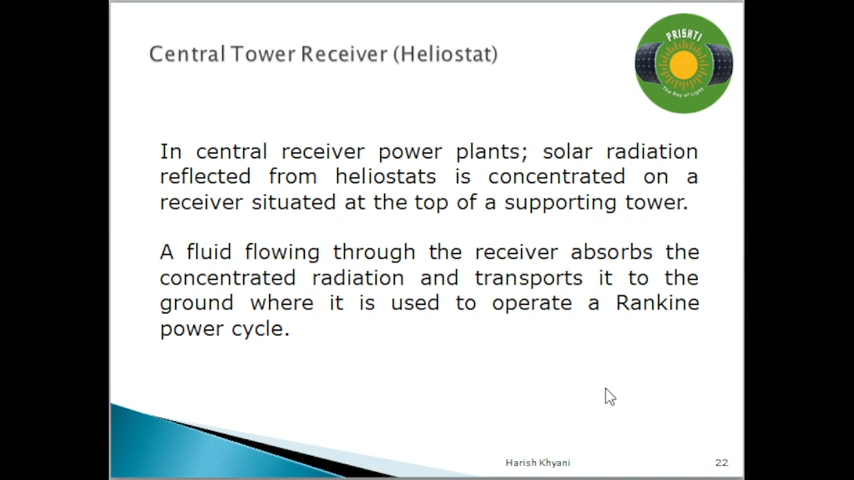 Central Tower Receiver (Heliostat)
PRISHTI
The Ray of Light
In central receiver power plants; solar radiation
reflected from heliostats is concentrated on a
receiver situated at the top of a supporting tower.
A fluid flowing through the receiver absorbs the
concentrated radiation and transports it to the
ground where it is used to operate a Rankine
power cycle.
Harish Khyani
22